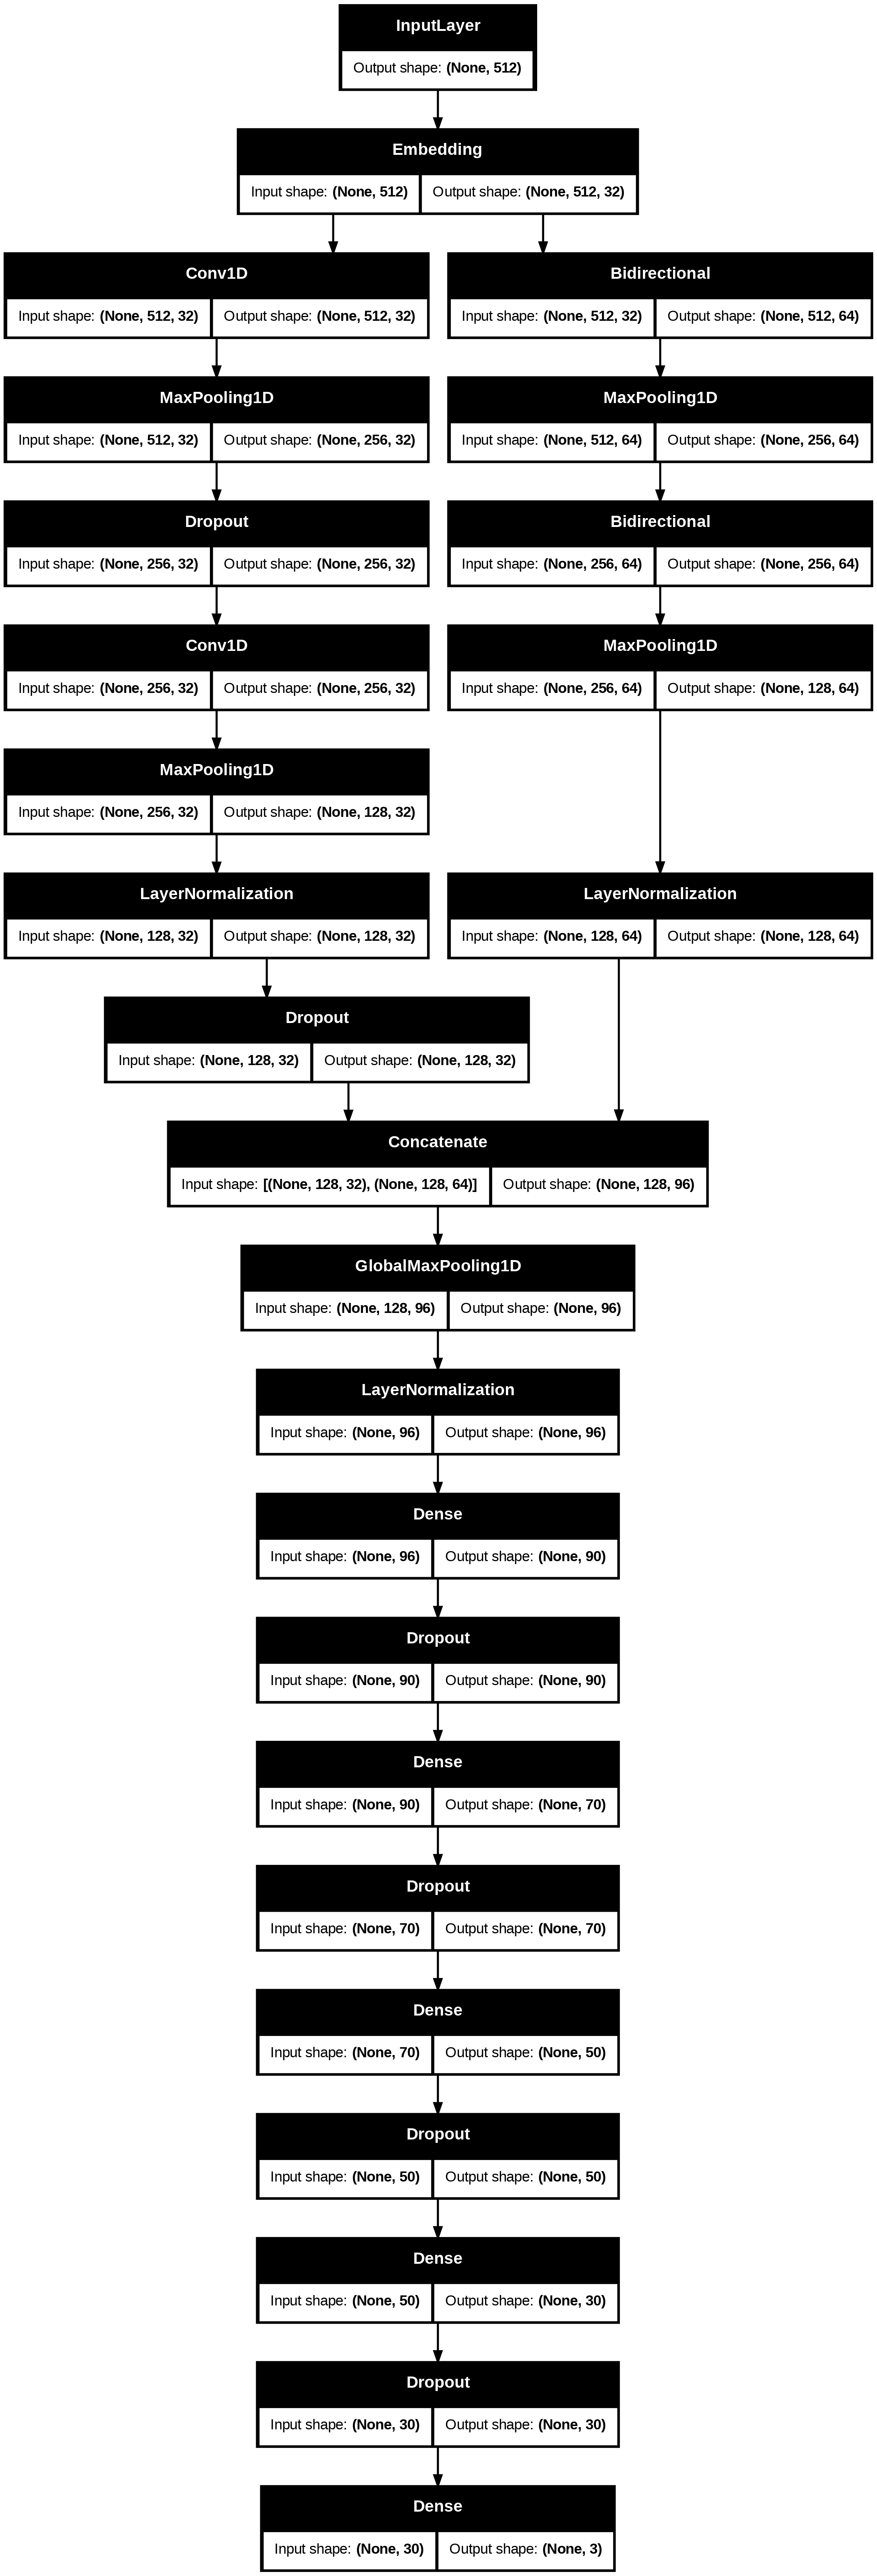 InputLayer
Output shape: (None, 512)
Embedding
Input shape: (None, 512) Output shape: (None, 512, 32)
Conv1D
Input shape: (None, 512, 32) Output shape: (None, 512, 32)
Bidirectional
Input shape: (None, 512, 32) Output shape: (None, 512, 64)
MaxPooling1D
Input shape: (None, 512, 32) Output shape: (None, 256, 32)
MaxPooling1D
Input shape: (None, 512, 64) Output shape: (None, 256, 64)
Dropout
Input shape: (None, 256, 32) Output shape: (None, 256, 32)
Bidirectional
Input shape: (None, 256, 64) Output shape: (None, 256, 64)
Conv1D
Input shape: (None, 256, 32) Output shape: (None, 256, 32)
MaxPooling1D
Input shape: (None, 256, 64) Output shape: (None, 128, 64)
MaxPooling1D
Input shape: (None, 256, 32) Output shape: (None, 128, 32)
LayerNormalization
Input shape: (None, 128, 32) Output shape: (None, 128, 32)
LayerNormalization
Input shape: (None, 128, 64) Output shape: (None, 128, 64)
Dropout
Input shape: (None, 128, 32) Output shape: (None, 128, 32)
Concatenate
Input shape: [(None, 128, 32), (None, 128, 64)] Output shape: (None, 128, 96)
GlobalMaxPooling1D
Input shape: (None, 128, 96) Output shape: (None, 96)
LayerNormalization
Input shape: (None, 96) Output shape: (None, 96)
Dense
Input shape: (None, 96) Output shape: (None, 90)
Dropout
Input shape: (None, 90) Output shape: (None, 90)
Dense
Input shape: (None, 90) Output shape: (None, 70)
Dropout
Input shape: (None, 70) Output shape: (None, 70)
Dense
Input shape: (None, 70) Output shape: (None, 50)
Dropout
Input shape: (None, 50) Output shape: (None, 50)
Dense
Input shape: (None, 50) Output shape: (None, 30)
Dropout
Input shape: (None, 30) Output shape: (None, 30)
Dense
Input shape: (None, 30) Output shape: (None, 3)